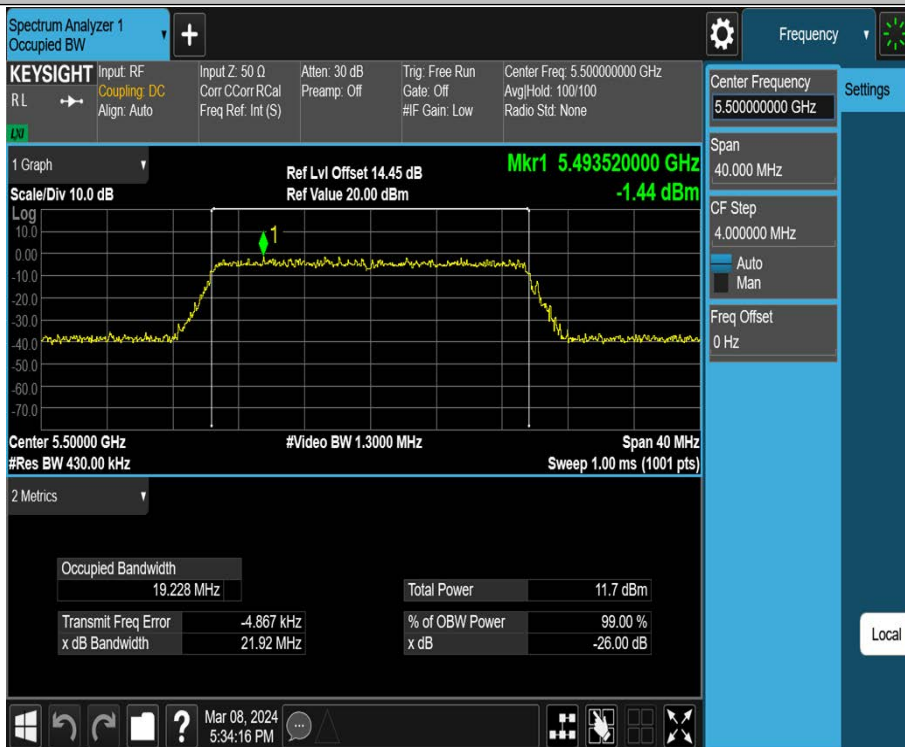 Spectrum Analyzer 1
Occupied BW
+
Frequency
KEYSIGHT
R L
LXI
Input: RF
Coupling: DC
Align: Auto
Input Z: 50 Ω
Corr CCorr RCal
Freq Ref: Int (S)
Atten: 30 dB
Preamp: Off
Trig: Free Run
Gate: Off
#IF Gain: Low
Center Freq: 5.500000000 GHz
Avg|Hold: 100/100
Radio Std: None
Center Frequency
5.500000000 GHz
Settings
Span
40.000 MHz
CF Step
4.000000 MHz
Auto
Man
Freq Offset
0 Hz
Local
1 Graph
Scale/Div 10.0 dB
Ref Lvl Offset 14.45 dB
Ref Value 20.00 dBm
Mkr1 5.493520000 GHz
-1.44 dBm
Log
1
10.0
0.00
-10.0
-20.0
-30.0
-40.0
-50.0
-60.0
-70.0
Center 5.50000 GHz
#Video BW 1.3000 MHz
Span 40 MHz
#Res BW 430.00 kHz
Sweep 1.00 ms (1001 pts)
2 Metrics
Occupied Bandwidth
19.228 MHz
Total Power 11.7 dBm
Transmit Freq Error -4.867 kHz
% of OBW Power 99.00 %
x dB Bandwidth 21.92 MHz
x dB -26.00 dB
?
Mar 08, 2024
5:34:16 PM